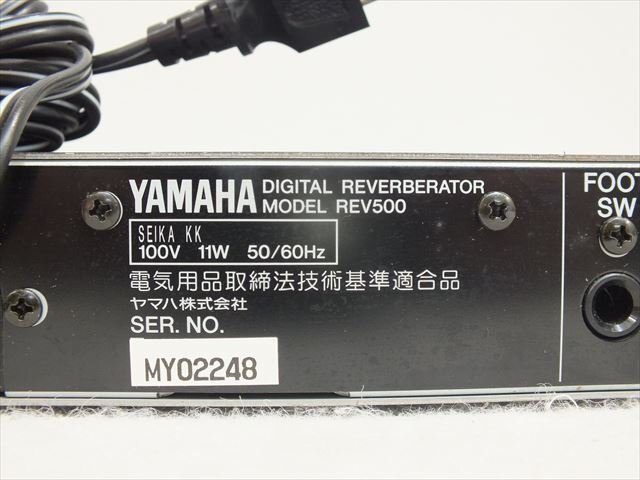 YAMAHA DIGITAL REVERBERATOR
MODEL REV500
SEIKA KK
100V 11W 50/60Hz
電気用品取締法技術基準適合品
ヤマハ株式会社
SER. NO.
MY02248
FOOT
SW